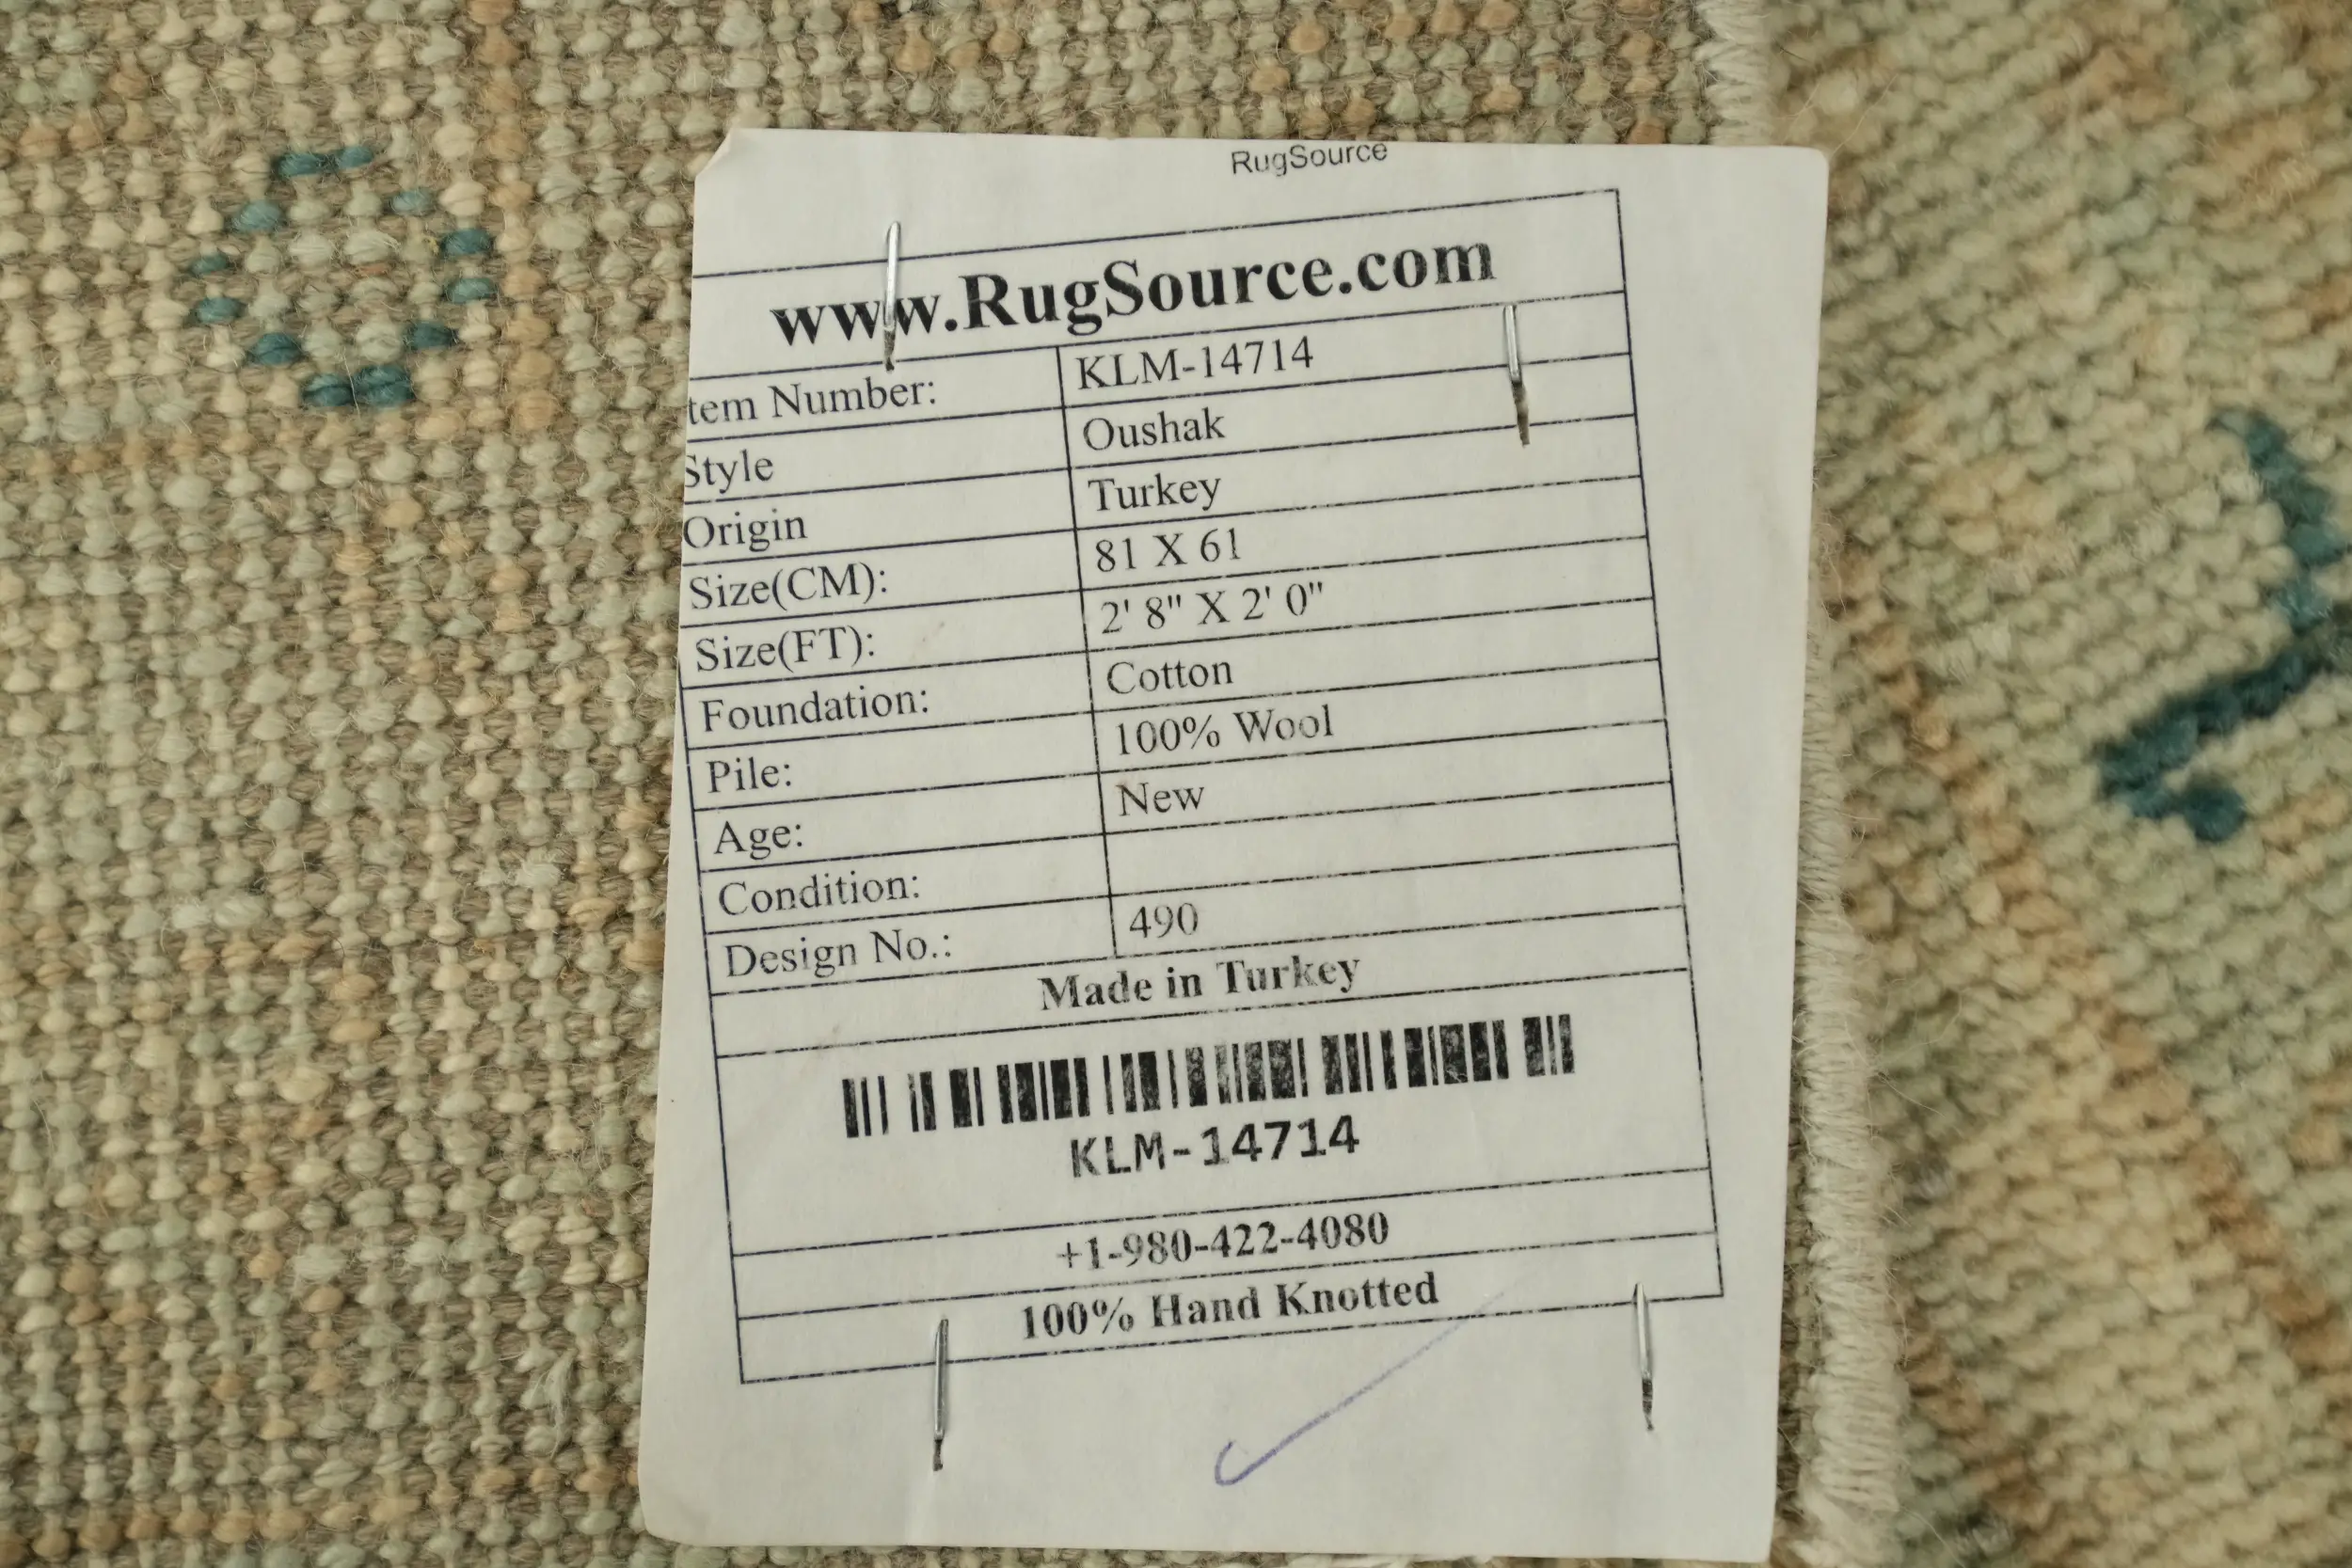 RugSource
www.RugSource.com
tem Number: KLM-14714
Style Oushak
Origin Turkey
Size(CM): 81 X 61
Size(FT): 2' 8" X 2' 0"
Foundation: Cotton
Pile: 100% Wool
Age: New
Condition:
Design No.: 490
Made in Turkey
KLM-14714
+1-980-422-4080
100% Hand Knotted